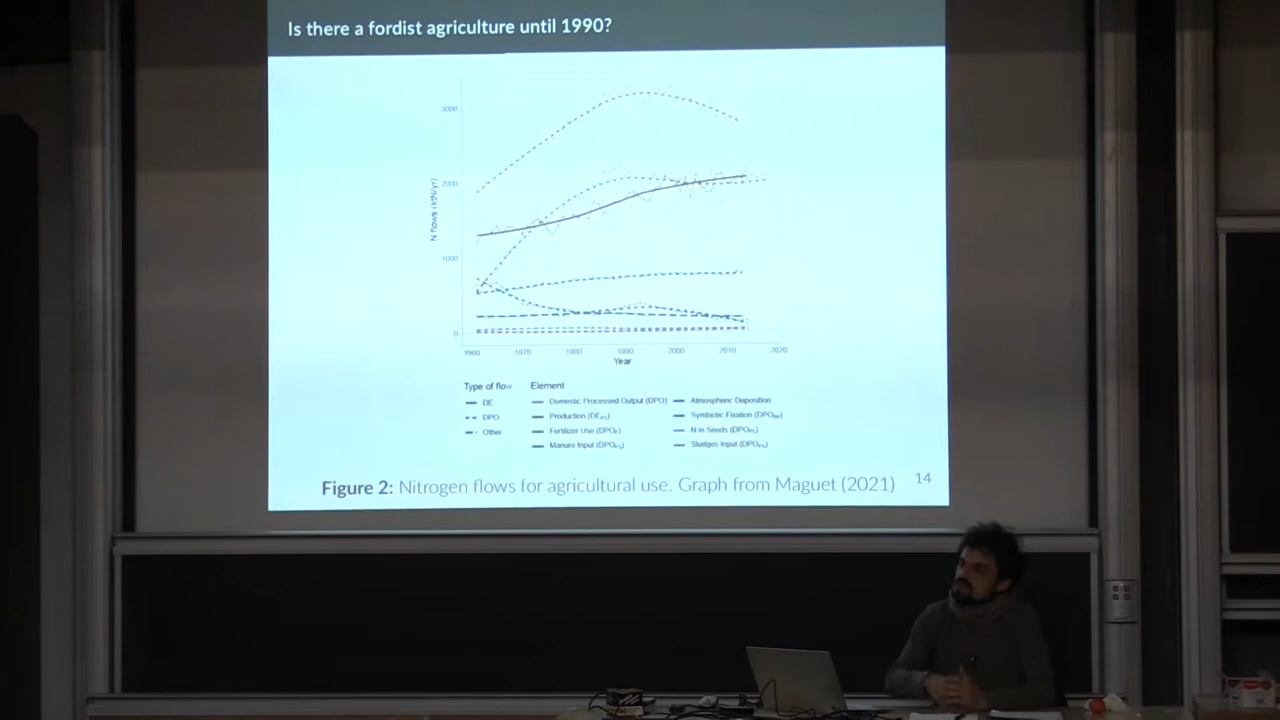 Is there a fordist agriculture until 1990?
3000
2000
1000
0
N flows (ktN/yr)
1960 1970 1980 1990 2000 2010 2020
Year
Type of flow
DE
DPO
Other
Element
Domestic Processed Output (DPO)
Production
Fertilizer Use
Manure Input
Atmospheric Deposition
Symbiotic Fixation
N in Seeds
Sludges Input
Figure 2: Nitrogen flows for agricultural use. Graph from Maguet (2021)
14